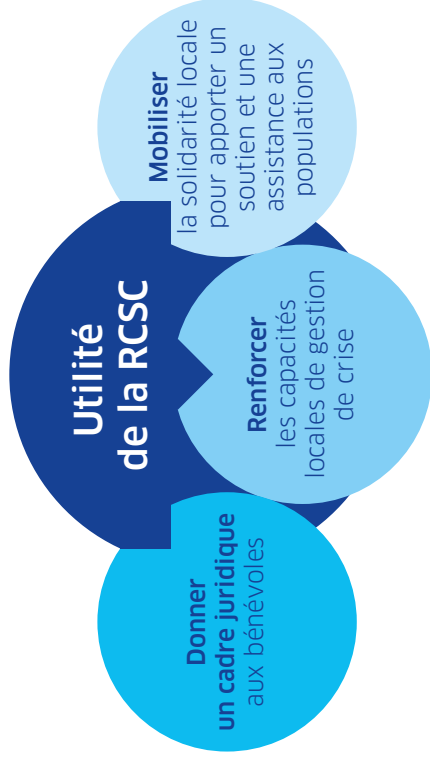 Utilité
de la RCSC
Donner
un cadre juridique
aux bénévoles
Renforcer
les capacités
locales de gestion
de crise
Mobiliser
la solidarité locale
pour apporter un
soutien et une
assistance aux
populations